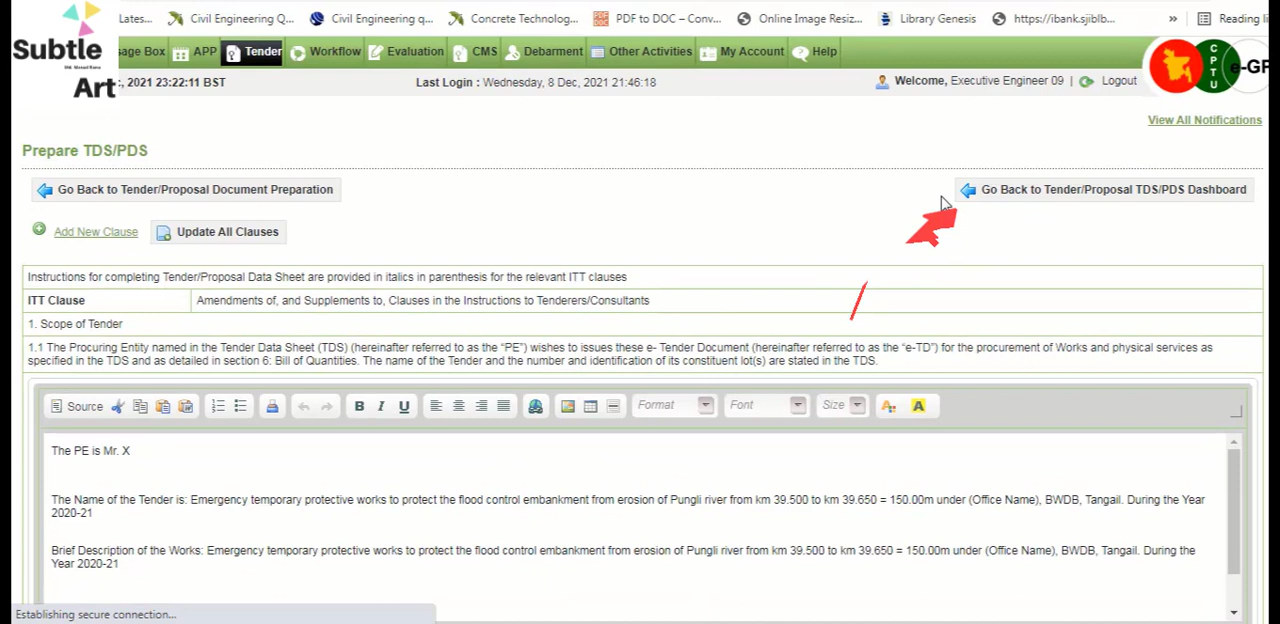 Lates...
Civil Engineering Q...
Civil Engineering q...
Concrete Technolog...
PDF to DOC – Conv...
Online Image Resiz...
Library Genesis
https://ibank.sjiblb...
»
Reading li
Subtle
Art
sage Box
APP
Tender
Workflow
Evaluation
CMS
Debarment
Other Activities
My Account
Help
, 2021 23:22:11 BST
Last Login : Wednesday, 8 Dec, 2021 21:46:18
Welcome, Executive Engineer 09 | Logout
CPTU
e-GP
View All Notifications
Prepare TDS/PDS
Go Back to Tender/Proposal Document Preparation
Go Back to Tender/Proposal TDS/PDS Dashboard
Add New Clause
Update All Clauses
Instructions for completing Tender/Proposal Data Sheet are provided in italics in parenthesis for the relevant ITT clauses
ITT Clause
Amendments of, and Supplements to, Clauses in the Instructions to Tenderers/Consultants
1. Scope of Tender
1.1 The Procuring Entity named in the Tender Data Sheet (TDS) (hereinafter referred to as the “PE”) wishes to issues these e- Tender Document (hereinafter referred to as the “e-TD”) for the procurement of Works and physical services as
specified in the TDS and as detailed in section 6: Bill of Quantities. The name of the Tender and the number and identification of its constituent lot(s) are stated in the TDS.
Source
B I U
Format
Font
Size
A
A
The PE is Mr. X
The Name of the Tender is: Emergency temporary protective works to protect the flood control embankment from erosion of Pungli river from km 39.500 to km 39.650 = 150.00m under (Office Name), BWDB, Tangail. During the Year
2020-21
Brief Description of the Works: Emergency temporary protective works to protect the flood control embankment from erosion of Pungli river from km 39.500 to km 39.650 = 150.00m under (Office Name), BWDB, Tangail. During the
Year 2020-21
Establishing secure connection...